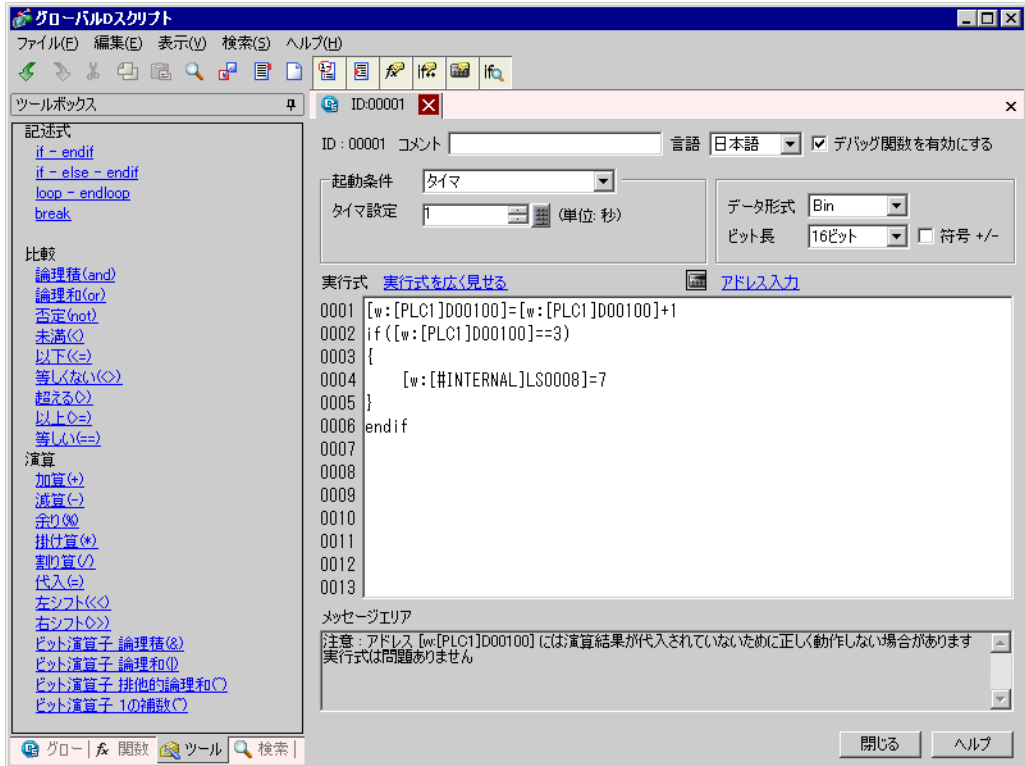 グローバルDスクリプト
ファイル(F) 編集(E) 表示(V) 検索(S) ヘルプ(H)
ツールボックス
記述式
if - endif
if - else - endif
loop - endloop
break
比較
論理積(and)
論理和(or)
否定(not)
未満(<)
以下(<=)
等しくない(<>)
超える(>)
以上(>=)
等しい(==)
演算
加算(+)
減算(-)
余り(%)
掛け算(*)
割り算(/)
代入(=)
左シフト(<<)
右シフト(>>)
ビット演算子 論理積(&)
ビット演算子 論理和(|)
ビット演算子 排他的論理和(^)
ビット演算子 1の補数(~)
グロー 関数 ツール 検索
ID:00001
ID : 00001 コメント 言語 日本語 デバッグ関数を有効にする
起動条件 タイマ
タイマ設定 1 (単位: 秒)
データ形式 Bin
ビット長 16ビット 符号 +/-
実行式 実行式を広く見せる アドレス入力
0001 [w:[PLC1]D00100]=[w:[PLC1]D00100]+1
0002 if([w:[PLC1]D00100]==3)
0003 {
0004 [w:[#INTERNAL]LS0008]=7
0005 }
0006 endif
0007
0008
0009
0010
0011
0012
0013
メッセージエリア
注意 : アドレス [w:[PLC1]D00100] には演算結果が代入されていないために正しく動作しない場合があります
実行式は問題ありません
閉じる ヘルプ